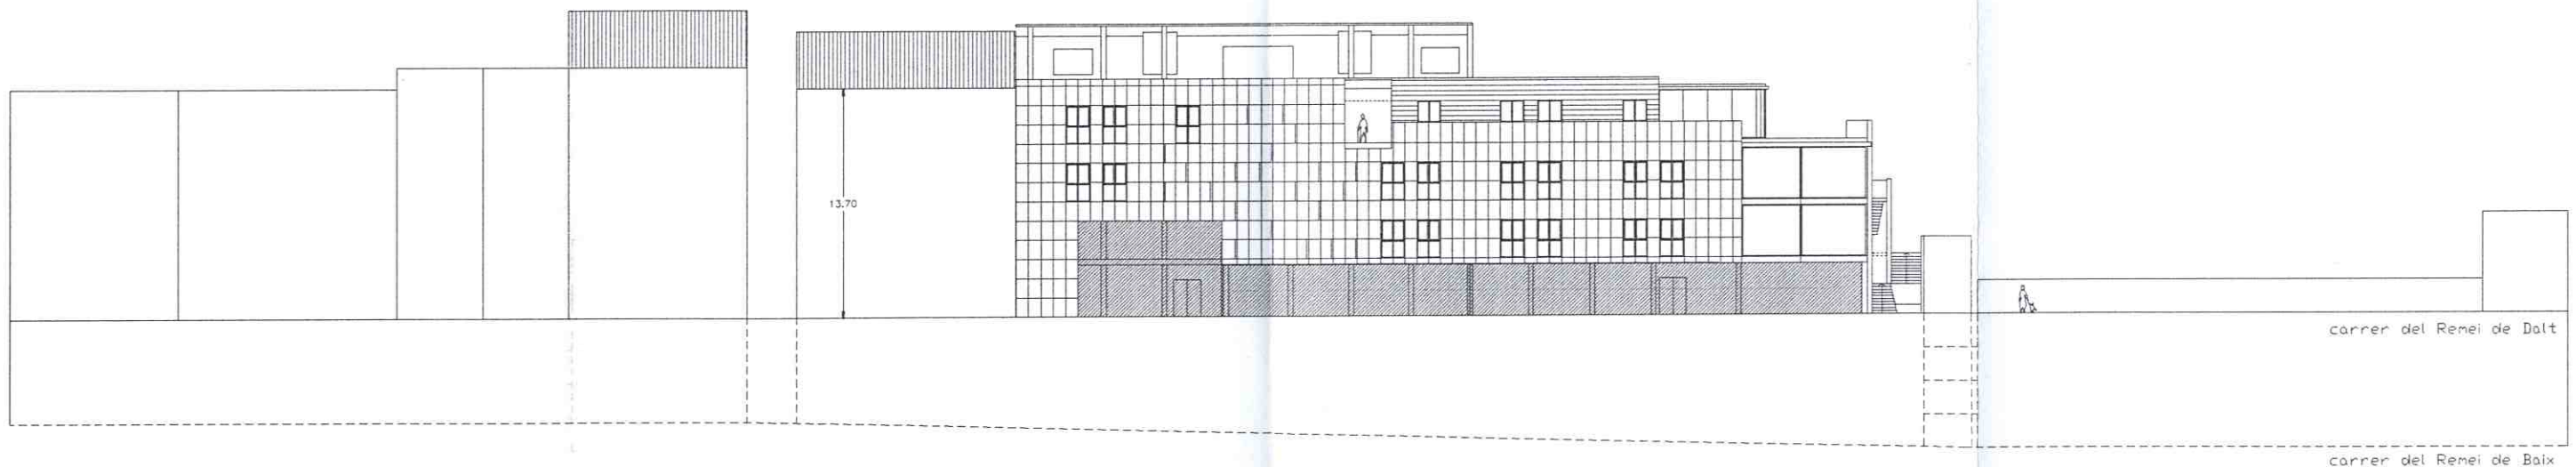 13.70
carrer del Remei de Dalt
carrer del Remei de Baix